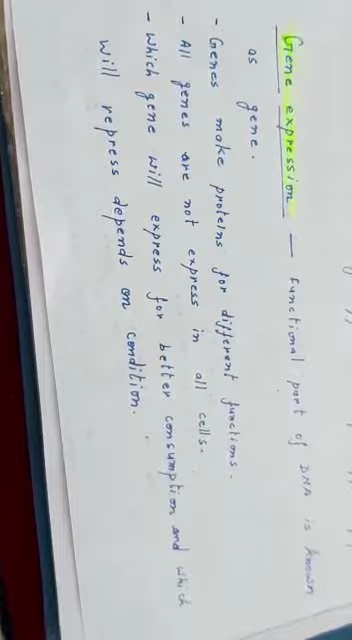 Gene expression - functional part of DNA is known
as gene.
- Genes make proteins for different functions.
- All genes are not express in all cells.
- Which gene will express for better consumption and which
will repress depends on condition.